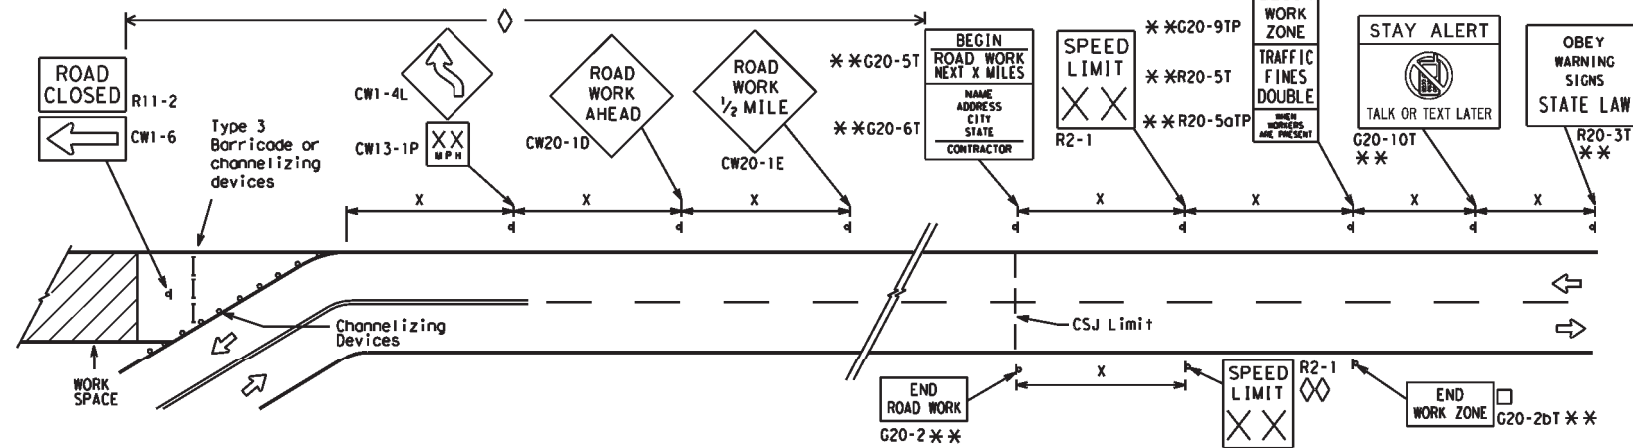 ROAD
CLOSED
R11-2
CW1-6
Type 3
Barricade or
channelizing
devices
CW1-4L
XX
MPH
CW13-1P
ROAD
WORK
AHEAD
CW20-1D
ROAD
WORK
1/2 MILE
CW20-1E
**G20-5T
**G20-6T
BEGIN
ROAD WORK
NEXT X MILES
NAME
ADDRESS
CITY
STATE
CONTRACTOR
SPEED
LIMIT
X X
R2-1
**G20-9TP
**R20-5T
**R20-5aTP
WORK
ZONE
TRAFFIC
FINES
DOUBLE
WHEN
WORKERS
ARE PRESENT
STAY ALERT
TALK OR TEXT LATER
G20-10T
**
OBEY
WARNING
SIGNS
STATE LAW
R20-3T
**
X
X
X
X
X
X
X
Channelizing
Devices
WORK
SPACE
CSJ Limit
END
ROAD WORK
G20-2**
X
SPEED
LIMIT
X X
R2-1
END
WORK ZONE
G20-2bT**